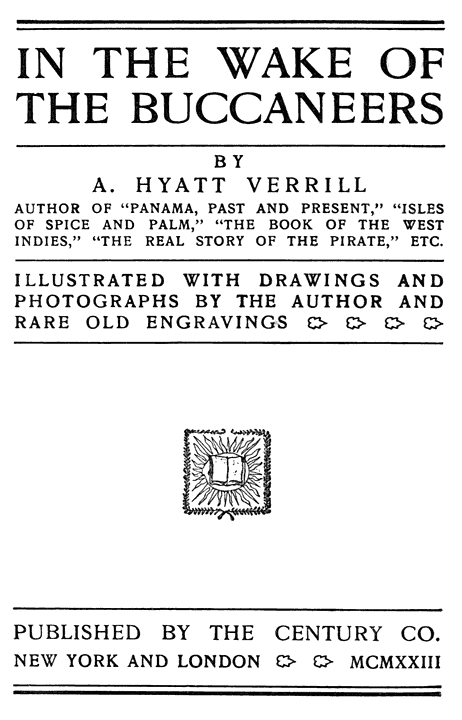 IN THE WAKE OF
THE BUCCANEERS
BY
A. HYATT VERRILL
AUTHOR OF "PANAMA, PAST AND PRESENT," "ISLES
OF SPICE AND PALM," "THE BOOK OF THE WEST
INDIES," "THE REAL STORY OF THE PIRATE," ETC.
ILLUSTRATED WITH DRAWINGS AND
PHOTOGRAPHS BY THE AUTHOR AND
RARE OLD ENGRAVINGS
PUBLISHED BY THE CENTURY CO.
NEW YORK AND LONDON MCMXXIII